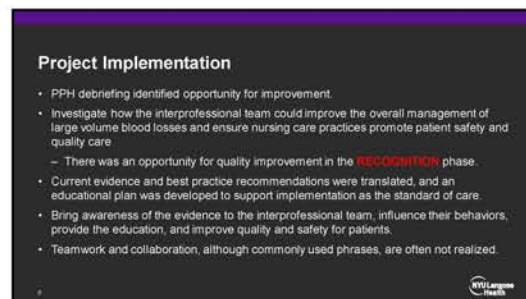 Project Implementation
• PPH debriefing identified opportunity for improvement.
• Investigate how the interprofessional team could improve the overall management of
large volume blood losses and ensure nursing care practices promote patient safety and
quality care
– There was an opportunity for quality improvement in the RECOGNITION phase.
• Current evidence and best practice recommendations were translated, and an
educational plan was developed to support implementation as the standard of care.
• Bring awareness of the evidence to the interprofessional team, influence their behaviors,
provide the education, and improve quality and safety for patients.
• Teamwork and collaboration, although commonly used phrases, are often not realized.
NYU Langone
Health